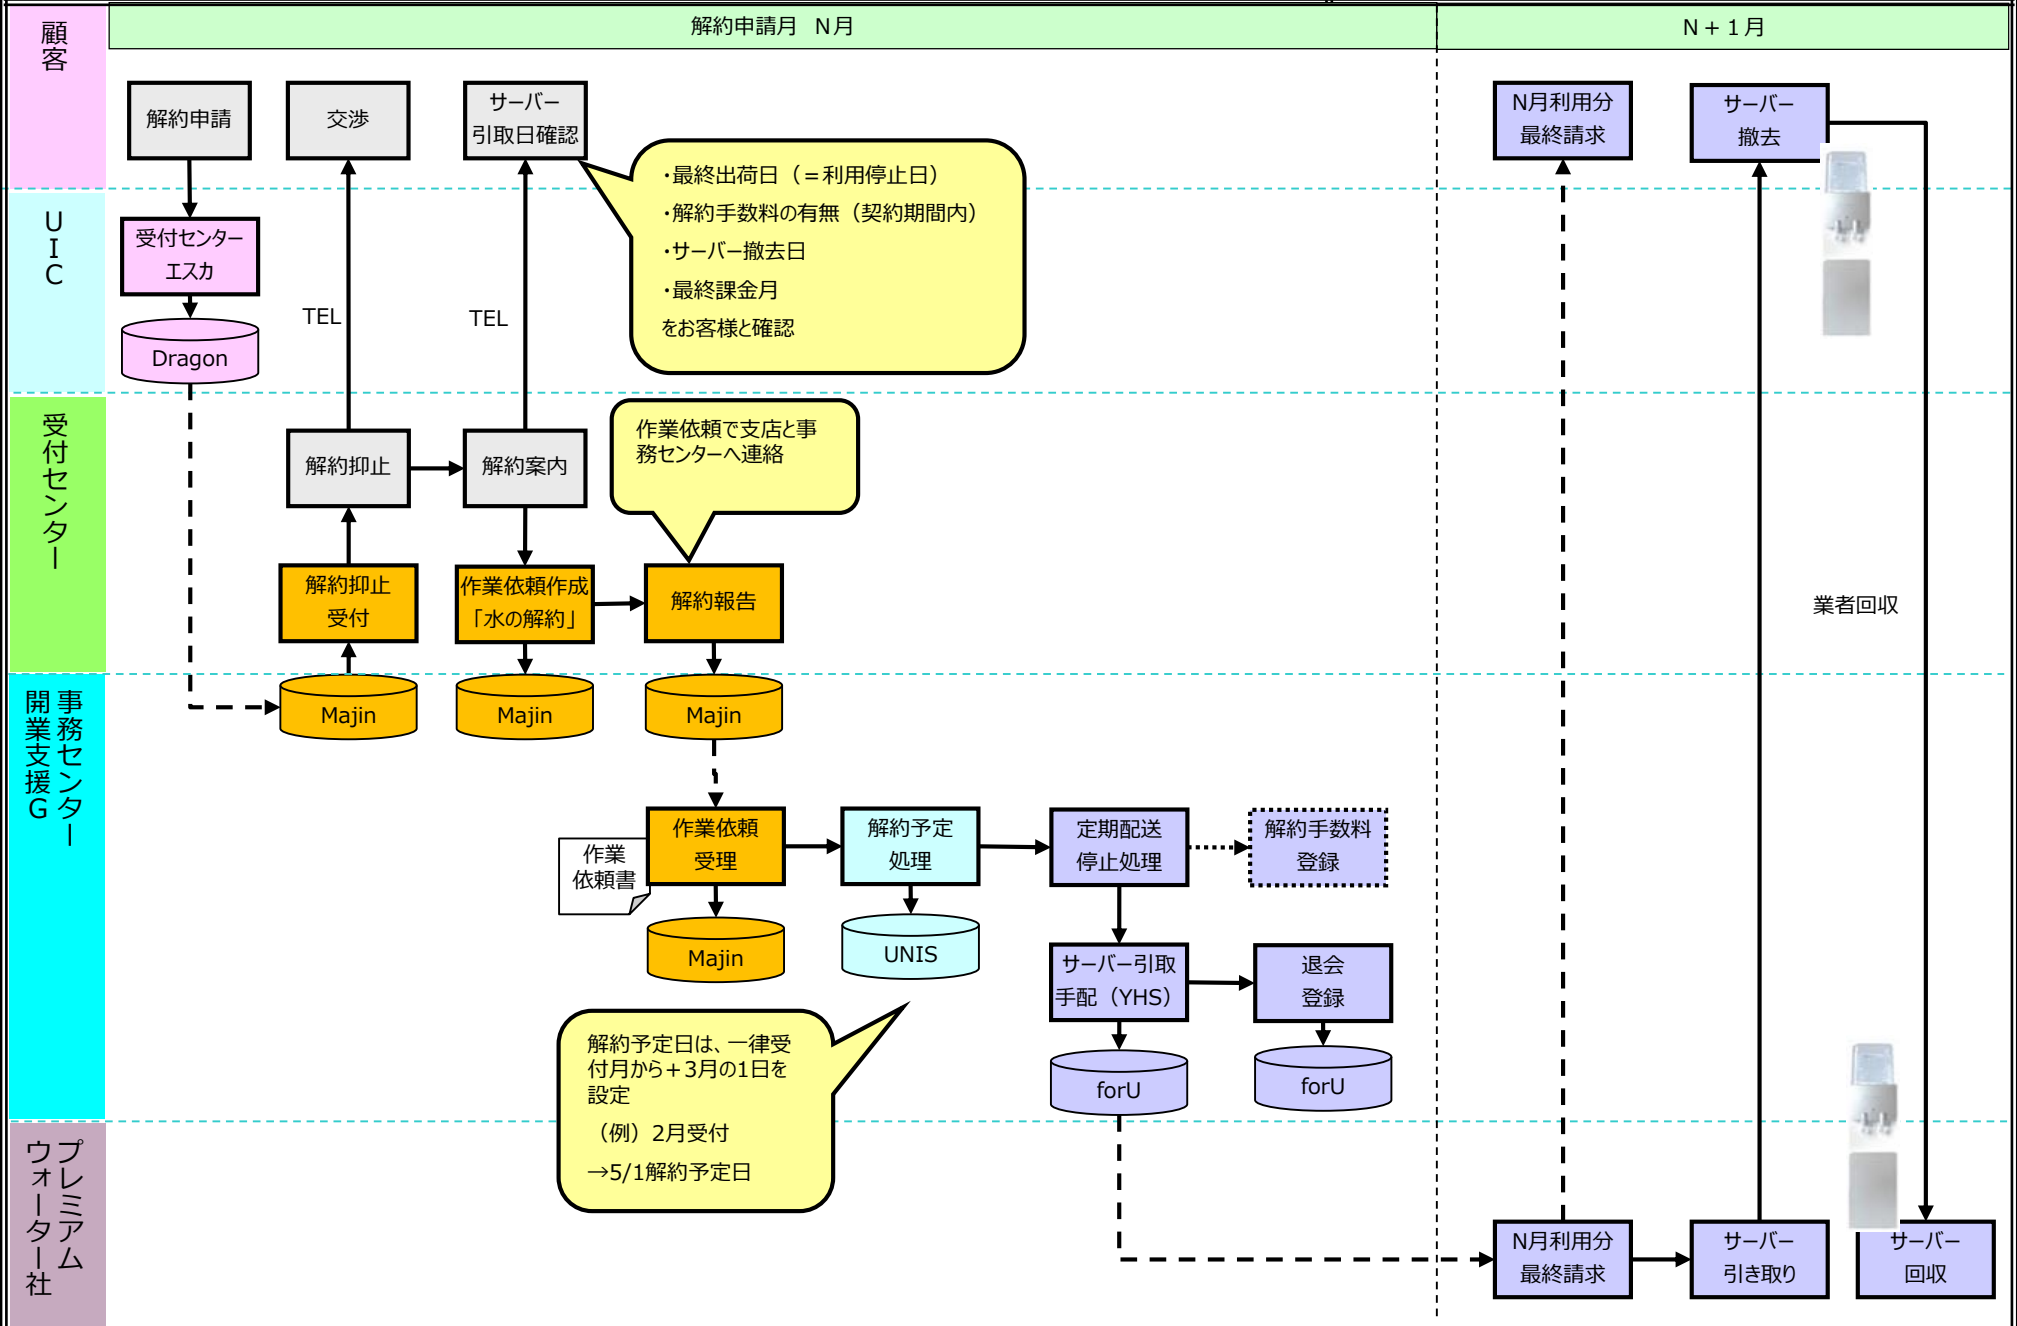 解約申請月 N月
N+1月
顧客
解約申請
交渉
サーバー
引取日確認
N月利用分
最終請求
サーバー
撤去
・最終出荷日（=利用停止日）
・解約手数料の有無（契約期間内）
・サーバー撤去日
・最終課金月
をお客様と確認
UIC
受付センター
エスカ
Dragon
TEL
TEL
受付センター
解約抑止
解約案内
作業依頼で支店と事
務センターへ連絡
解約抑止
受付
作業依頼作成
「水の解約」
解約報告
業者回収
事務センター
開業支援G
Majin
Majin
Majin
作業
依頼書
作業依頼
受理
解約予定
処理
定期配送
停止処理
解約手数料
登録
Majin
UNIS
サーバー引取
手配（YHS）
退会
登録
forU
forU
解約予定日は、一律受
付月から+3月の1日を
設定
（例）2月受付
→5/1解約予定日
プレミアム
ウォーター社
N月利用分
最終請求
サーバー
引き取り
サーバー
回収